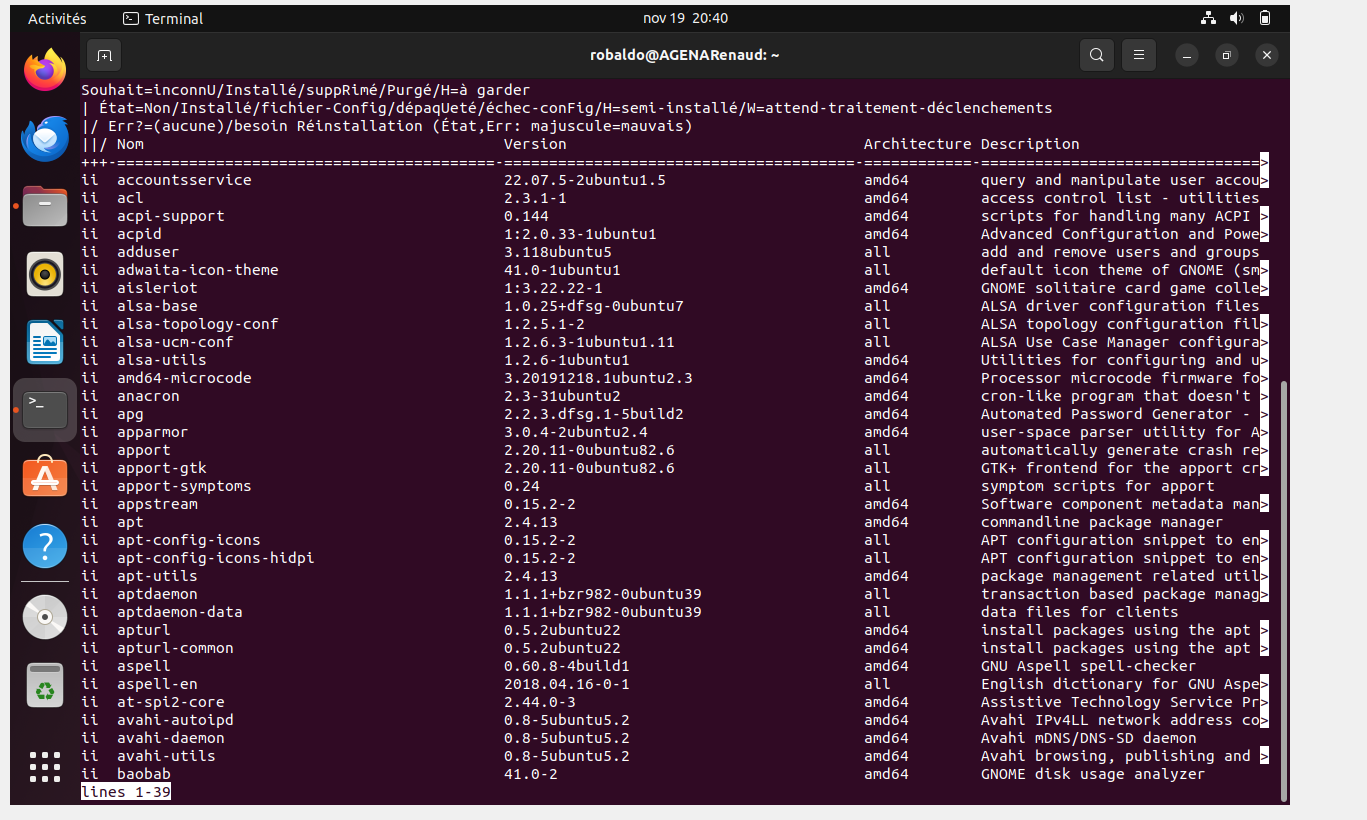 Activités Terminal nov 19 20:40
robaldo@AGENARenaud: ~
Souhait=inconnU/Installé/suppRimé/Purgé/H=à garder
| État=Non/Installé/fichier-Config/dépaqUeté/échec-conFig/H=semi-installé/W=attend-traitement-déclenchements
|/ Err?=(aucune)/besoin Réinstallation (État,Err: majuscule=mauvais)
||/ Nom Version Architecture Description
+++-==========================================-=======================================-============-===============================>
ii accountsservice 22.07.5-2ubuntu1.5 amd64 query and manipulate user accou>
ii acl 2.3.1-1 amd64 access control list - utilities
ii acpi-support 0.144 amd64 scripts for handling many ACPI >
ii acpid 1:2.0.33-1ubuntu1 amd64 Advanced Configuration and Powe>
ii adduser 3.118ubuntu5 all add and remove users and groups
ii adwaita-icon-theme 41.0-1ubuntu1 all default icon theme of GNOME (sm>
ii aisleriot 1:3.22.22-1 amd64 GNOME solitaire card game colle>
ii alsa-base 1.0.25+dfsg-0ubuntu7 all ALSA driver configuration files
ii alsa-topology-conf 1.2.5.1-2 all ALSA topology configuration fil>
ii alsa-ucm-conf 1.2.6.3-1ubuntu1.11 all ALSA Use Case Manager configura>
ii alsa-utils 1.2.6-1ubuntu1 amd64 Utilities for configuring and u>
ii amd64-microcode 3.20191218.1ubuntu2.3 amd64 Processor microcode firmware fo>
ii anacron 2.3-31ubuntu2 amd64 cron-like program that doesn't >
ii apg 2.2.3.dfsg.1-5build2 amd64 Automated Password Generator - >
ii apparmor 3.0.4-2ubuntu2.4 amd64 user-space parser utility for A>
ii apport 2.20.11-0ubuntu82.6 all automatically generate crash re>
ii apport-gtk 2.20.11-0ubuntu82.6 all GTK+ frontend for the apport cr>
ii apport-symptoms 0.24 all symptom scripts for apport
ii appstream 0.15.2-2 amd64 Software component metadata man>
ii apt 2.4.13 amd64 commandline package manager
ii apt-config-icons 0.15.2-2 all APT configuration snippet to en>
ii apt-config-icons-hidpi 0.15.2-2 all APT configuration snippet to en>
ii apt-utils 2.4.13 amd64 package management related util>
ii aptdaemon 1.1.1+bzr982-0ubuntu39 all transaction based package manag>
ii aptdaemon-data 1.1.1+bzr982-0ubuntu39 all data files for clients
ii apturl 0.5.2ubuntu22 amd64 install packages using the apt >
ii apturl-common 0.5.2ubuntu22 amd64 install packages using the apt >
ii aspell 0.60.8-4build1 amd64 GNU Aspell spell-checker
ii aspell-en 2018.04.16-0-1 all English dictionary for GNU Aspe>
ii at-spi2-core 2.44.0-3 amd64 Assistive Technology Service Pr>
ii avahi-autoipd 0.8-5ubuntu5.2 amd64 Avahi IPv4LL network address co>
ii avahi-daemon 0.8-5ubuntu5.2 amd64 Avahi mDNS/DNS-SD daemon
ii avahi-utils 0.8-5ubuntu5.2 amd64 Avahi browsing, publishing and >
ii baobab 41.0-2 amd64 GNOME disk usage analyzer
lines 1-39